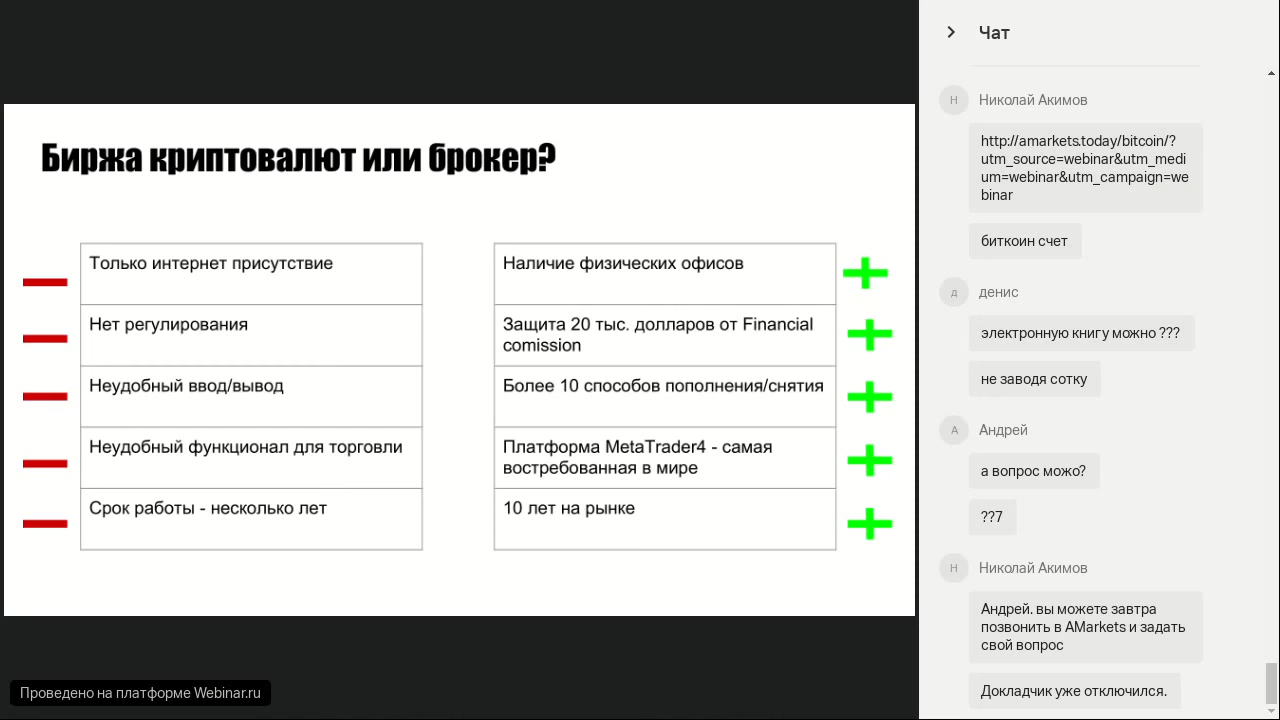 Биржа криптовалют или брокер?
Только интернет присутствие
Нет регулирования
Неудобный ввод/вывод
Неудобный функционал для торговли
Срок работы - несколько лет
Наличие физических офисов
Защита 20 тыс. долларов от Financial
comission
Более 10 способов пополнения/снятия
Платформа MetaTrader4 - самая
востребованная в мире
10 лет на рынке
Проведено на платформе Webinar.ru
Чат
Н
Николай Акимов
http://amarkets.today/bitcoin/?
utm_source=webinar&utm_medi
um=webinar&utm_campaign=we
binar
биткоин счет
д
денис
электронную книгу можно ???
не заводя сотку
А
Андрей
а вопрос можо?
??7
Н
Николай Акимов
Андрей. вы можете завтра
позвонить в AMarkets и задать
свой вопрос
Докладчик уже отключился.